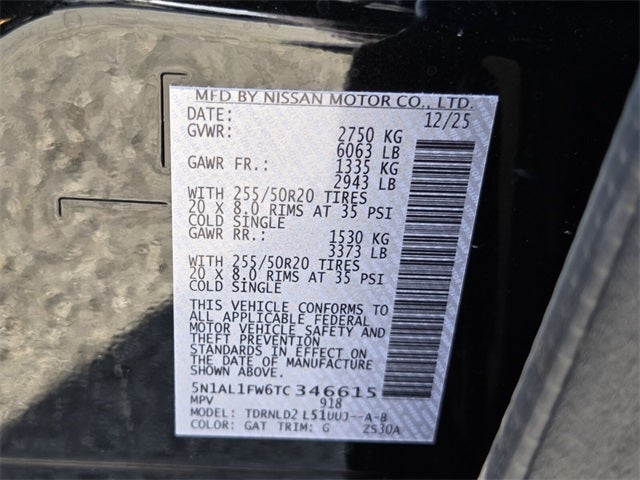 MFD BY NISSAN MOTOR CO., LTD.
DATE: 12/25
GVWR: 2750 KG
6063 LB
GAWR FR.: 1335 KG
2943 LB
WITH 255/50R20 TIRES
20 X 8.0 RIMS AT 35 PSI
COLD SINGLE
GAWR RR.: 1530 KG
3373 LB
WITH 255/50R20 TIRES
20 X 8.0 RIMS AT 35 PSI
COLD SINGLE
THIS VEHICLE CONFORMS TO
ALL APPLICABLE FEDERAL
MOTOR VEHICLE SAFETY AND
THEFT PREVENTION
STANDARDS IN EFFECT ON
THE DATE OF MANUFACTURE
SHOWN ABOVE.
5N1AL1FW6TC346615
MPV 918
MODEL: TDRNLD2 L51UUJ--A-B
COLOR: GAT TRIM: G ZS30A